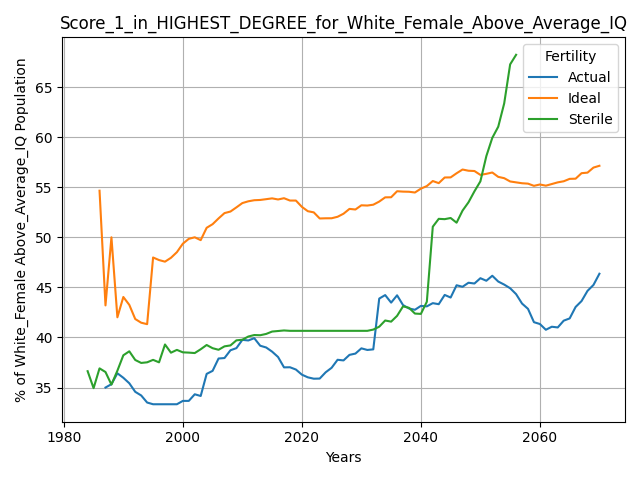 Score_1_in_HIGHEST_DEGREE_for_White_Female_Above_Average_IQ
% of White_Female Above_Average_IQ Population
65
60
55
50
45
40
35
Fertility
Actual
Ideal
Sterile
1980 2000 2020 2040 2060
Years